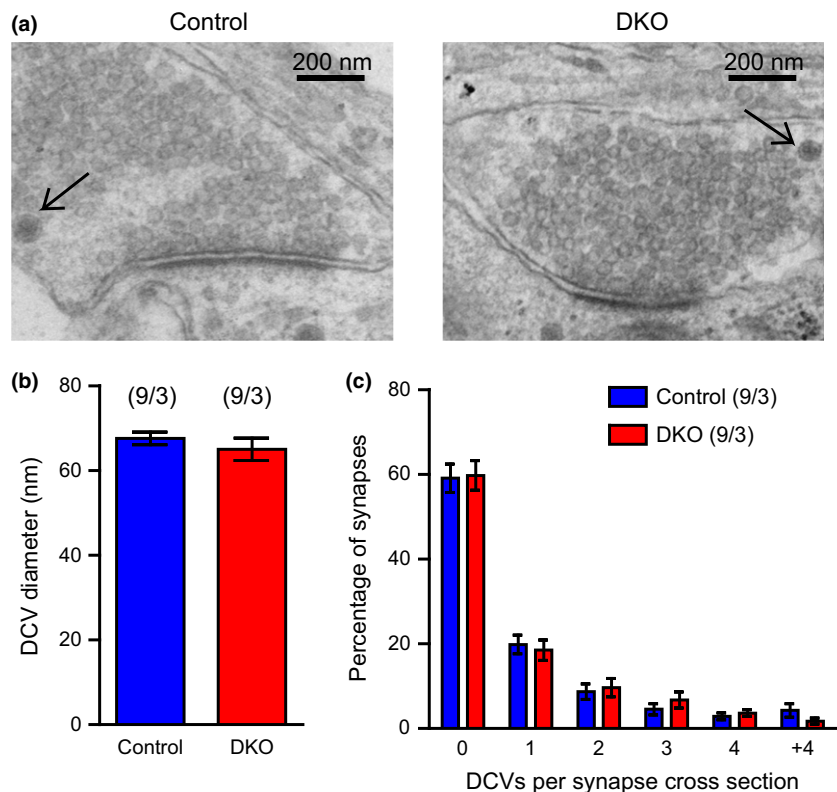 (a)
Control
DKO
200 nm
200 nm
(b)
80
60
40
20
0
DCV diameter (nm)
(9/3)
(9/3)
Control
DKO
(c)
80
60
40
20
0
Percentage of synapses
Control (9/3)
DKO (9/3)
0 1 2 3 4 +4
DCVs per synapse cross section